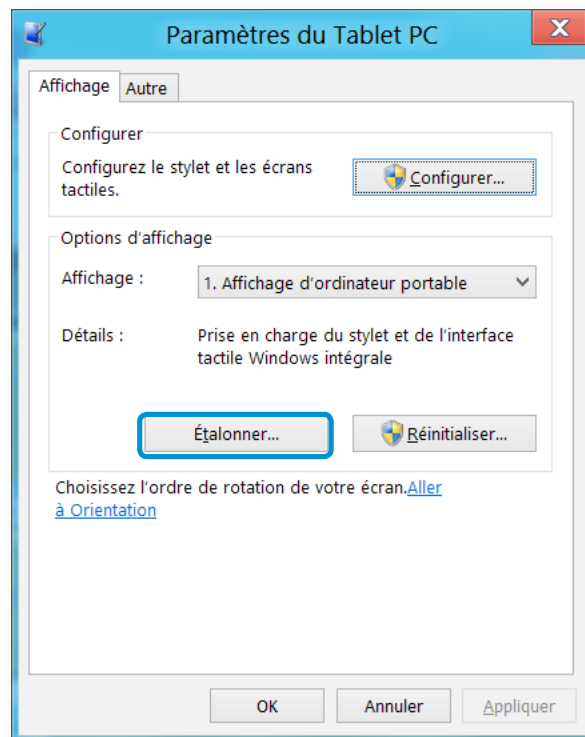 Paramètres du Tablet PC
Affichage
Autre
Configurer
Configurez le stylet et les écrans
tactiles.
Configurer...
Options d'affichage
Affichage :
1. Affichage d'ordinateur portable
Détails :
Prise en charge du stylet et de l'interface
tactile Windows intégrale
Étalonner...
Réinitialiser...
Choisissez l'ordre de rotation de votre écran.Aller
à Orientation
OK
Annuler
Appliquer